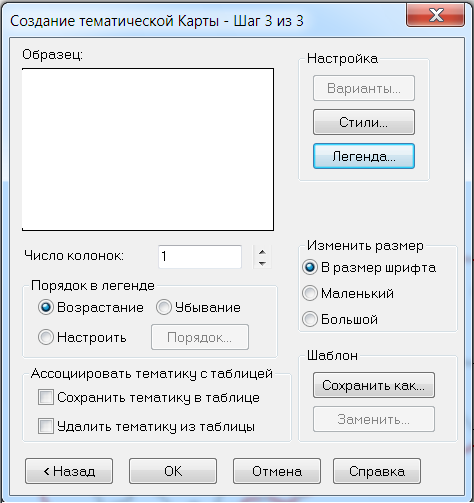 Создание тематической Карты - Шаг 3 из 3
Образец:
Настройка
Варианты...
Стили...
Легенда...
Число колонок:
1
Изменить размер
В размер шрифта
Маленький
Большой
Порядок в легенде
Возрастание
Убывание
Настроить
Порядок...
Ассоциировать тематику с таблицей
Сохранить тематику в таблице
Удалить тематику из таблицы
Шаблон
Сохранить как...
Заменить...
< Назад
OK
Отмена
Справка